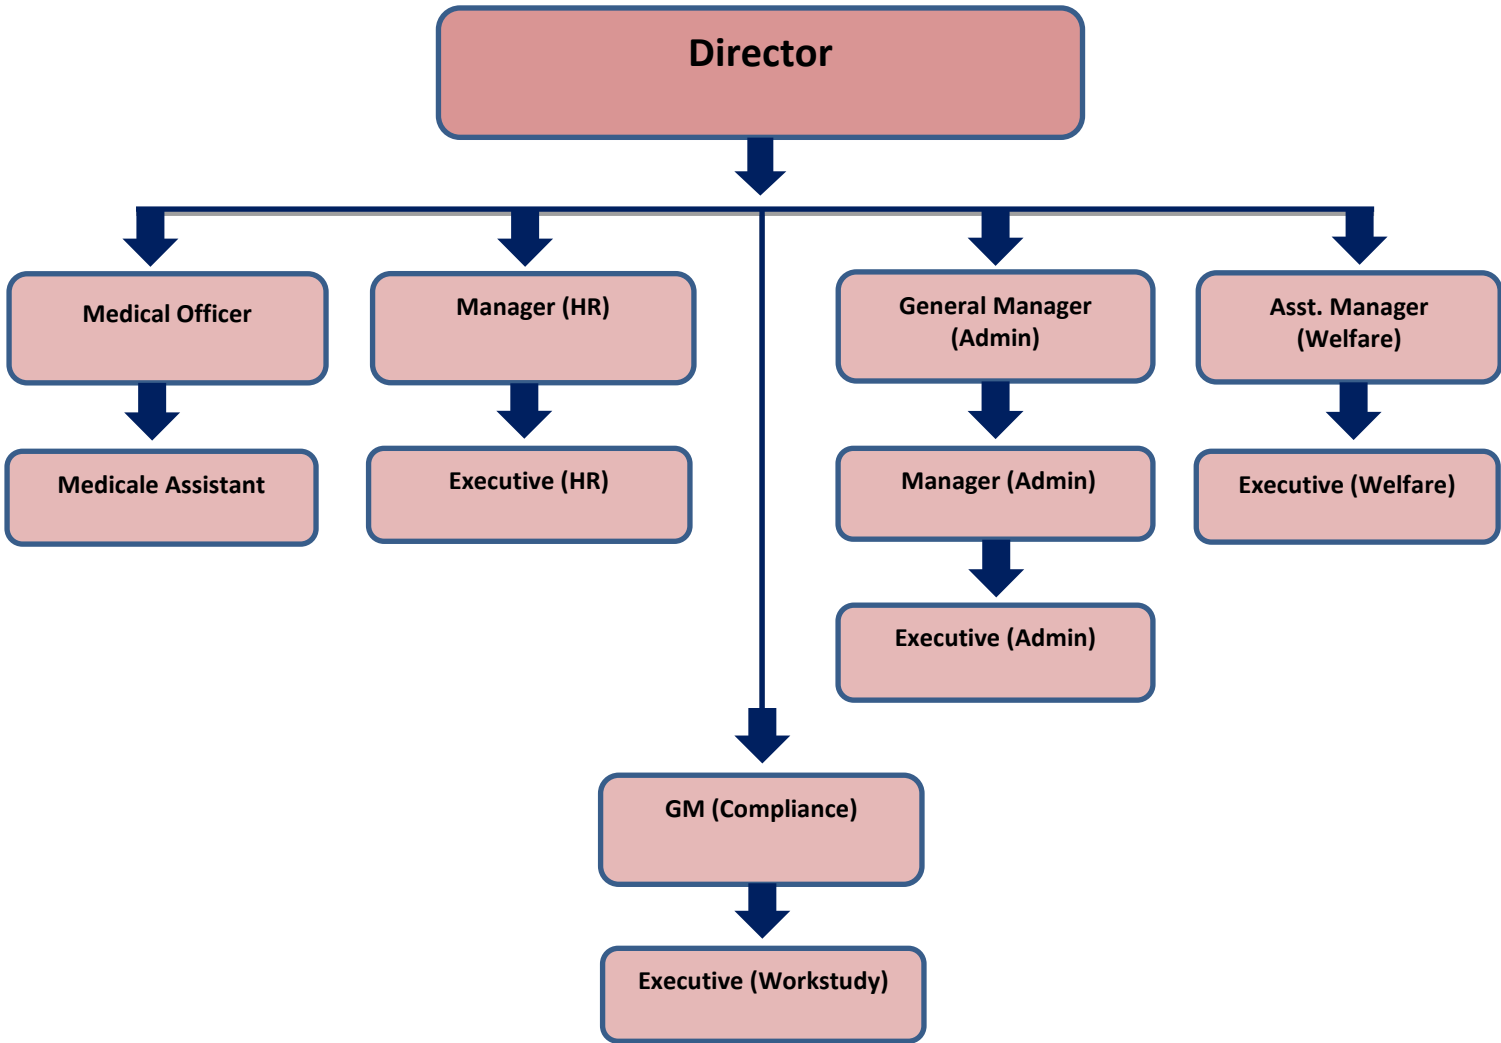 Director
Medical Officer
Manager (HR)
General Manager
(Admin)
Asst. Manager
(Welfare)
Medicale Assistant
Executive (HR)
Manager (Admin)
Executive (Welfare)
Executive (Admin)
GM (Compliance)
Executive (Workstudy)